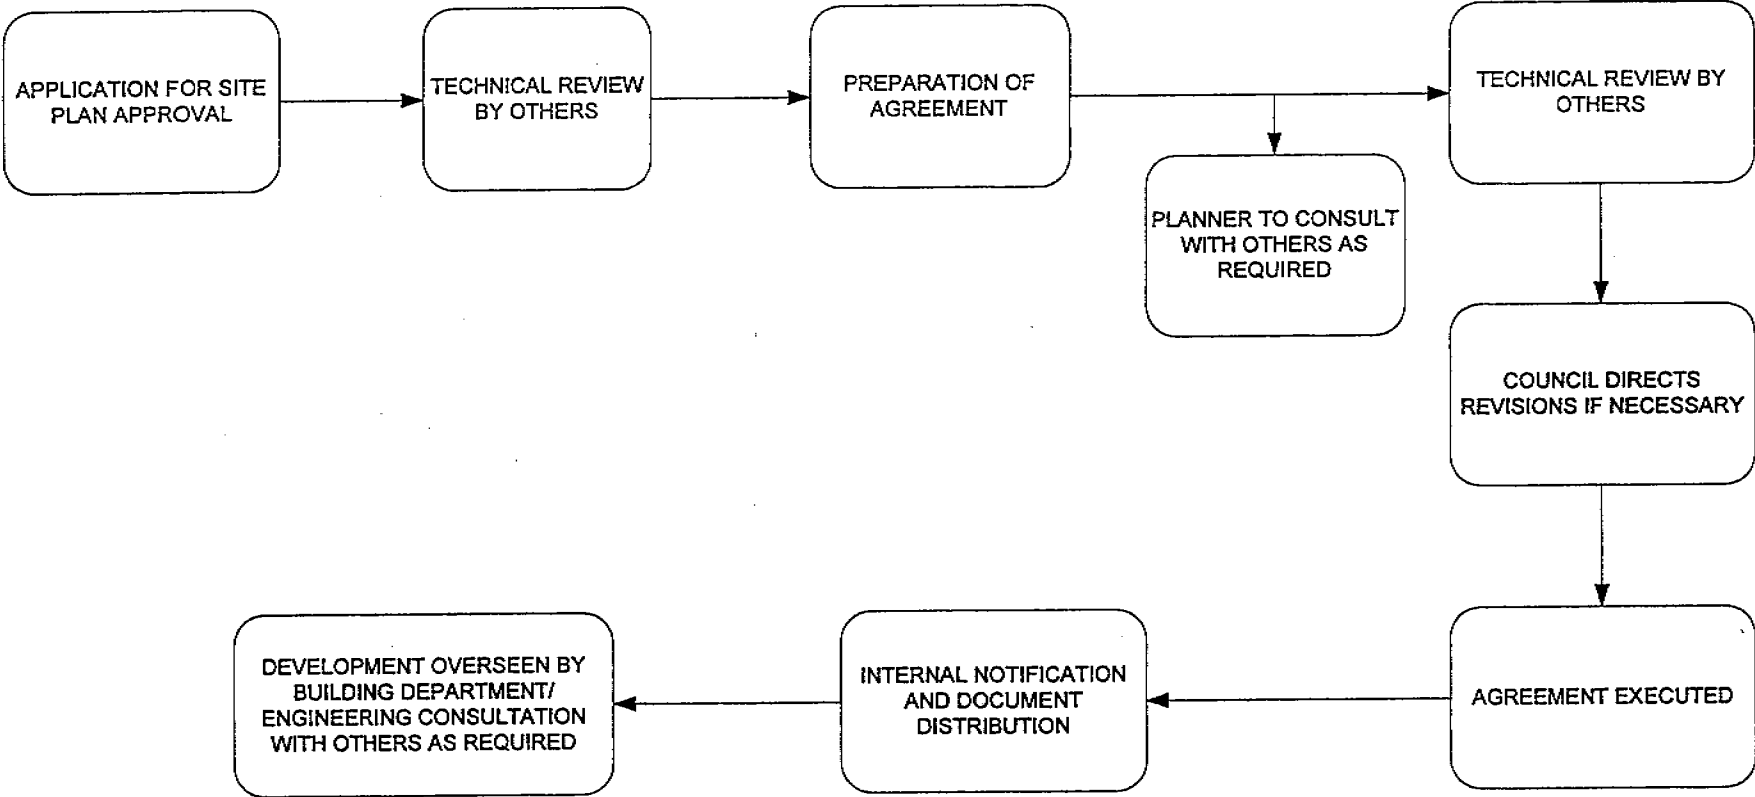 APPLICATION FOR SITE
PLAN APPROVAL
TECHNICAL REVIEW
BY OTHERS
PREPARATION OF
AGREEMENT
TECHNICAL REVIEW BY
OTHERS
PLANNER TO CONSULT
WITH OTHERS AS
REQUIRED
COUNCIL DIRECTS
REVISIONS IF NECESSARY
AGREEMENT EXECUTED
INTERNAL NOTIFICATION
AND DOCUMENT
DISTRIBUTION
DEVELOPMENT OVERSEEN BY
BUILDING DEPARTMENT/
ENGINEERING CONSULTATION
WITH OTHERS AS REQUIRED